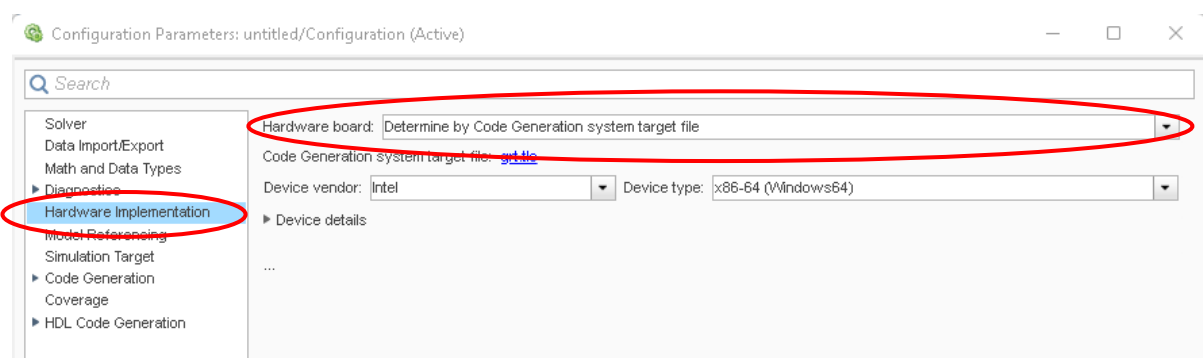 Configuration Parameters: untitled/Configuration (Active)
Search
Solver
Data Import/Export
Math and Data Types
Diagnostics
Hardware Implementation
Model Referencing
Simulation Target
Code Generation
Coverage
HDL Code Generation
Hardware board: Determine by Code Generation system target file
Code Generation system target file: grt.tlc
Device vendor: Intel Device type: x86-64 (Windows64)
Device details
...